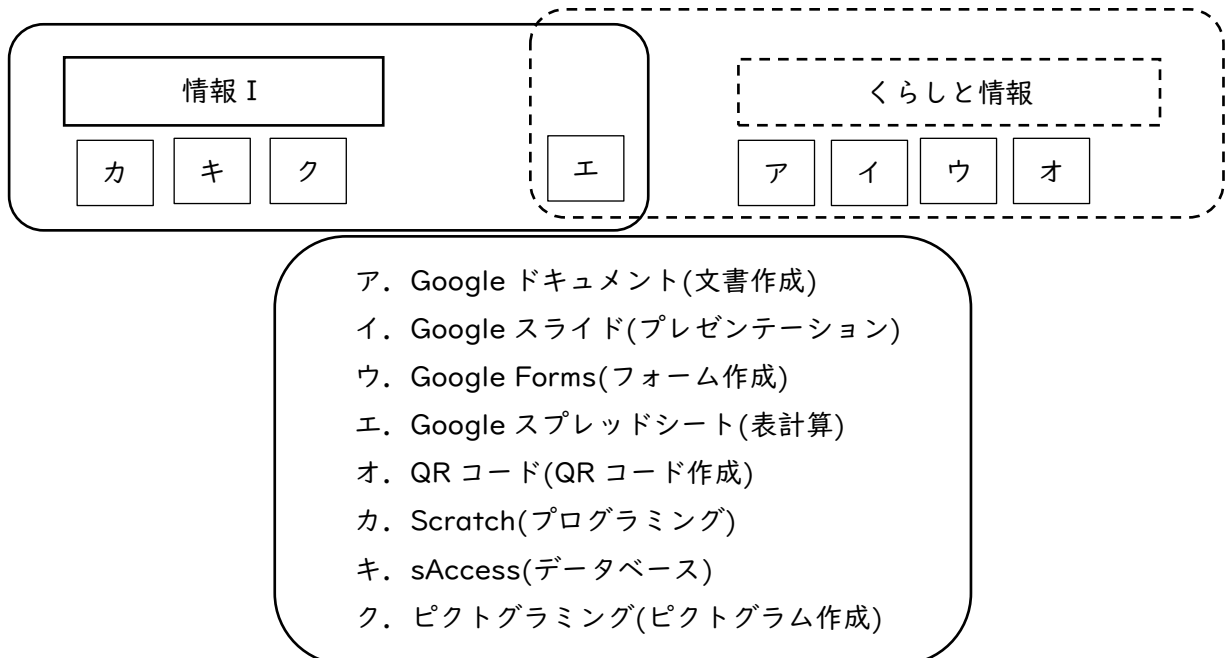 情報Ⅰ
くらしと情報
カ キ ク エ ア イ ウ オ
ア．Google ドキュメント(文書作成)
イ．Google スライド(プレゼンテーション)
ウ．Google Forms(フォーム作成)
エ．Google スプレッドシート(表計算)
オ．QR コード(QR コード作成)
カ．Scratch(プログラミング)
キ．sAccess(データベース)
ク．ピクトグラミング(ピクトグラム作成)